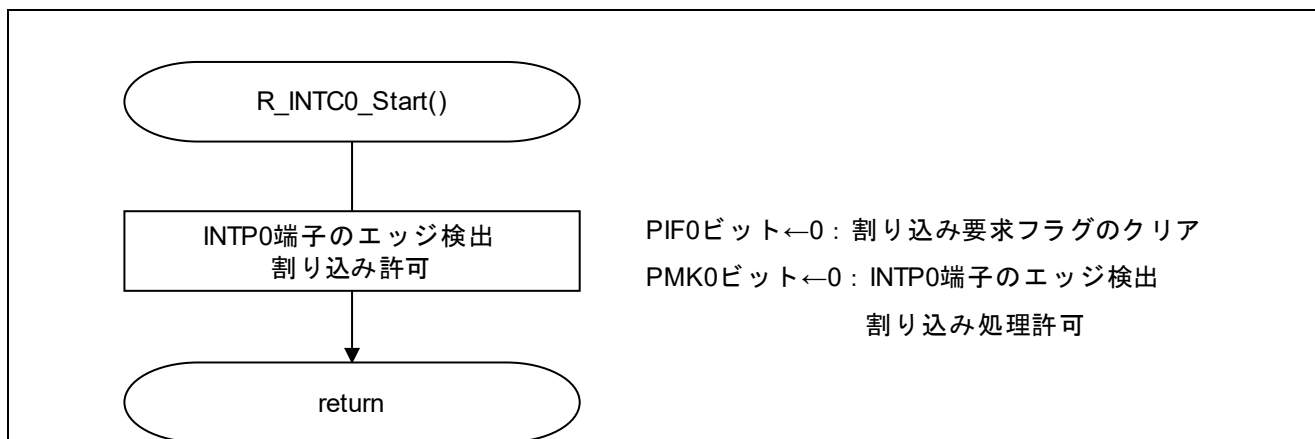 R_INTC0_Start()
INTP0端子のエッジ検出
割り込み許可
PIF0ビット←0：割り込み要求フラグのクリア
PMK0ビット←0：INTP0端子のエッジ検出
割り込み処理許可
return